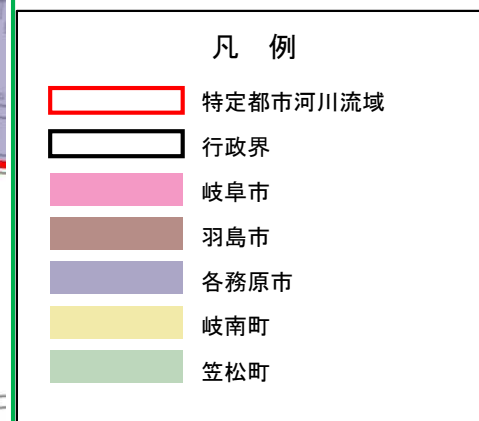 凡 例
特定都市河川流域
行政界
岐阜市
羽島市
各務原市
岐南町
笠松町